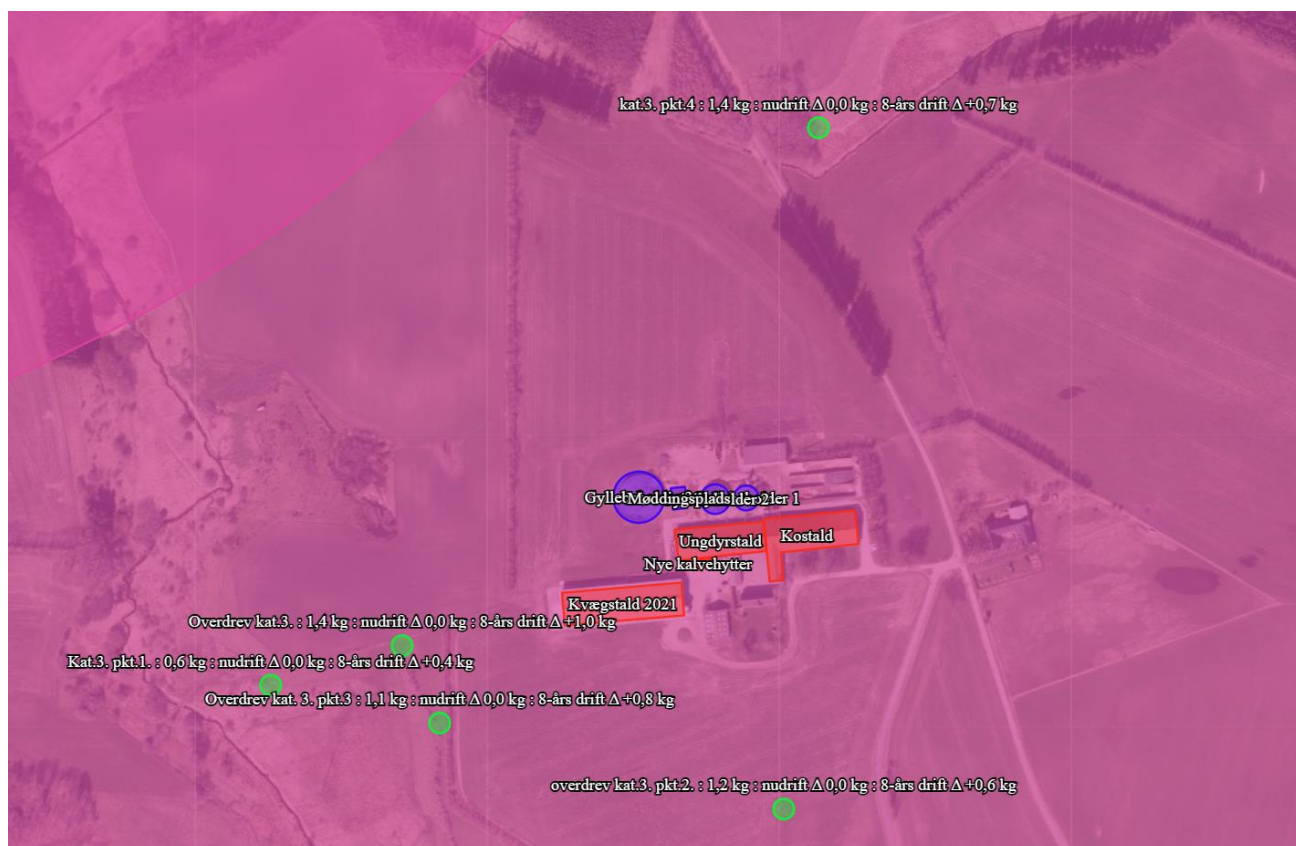 kat.3. pkt.4 : 1,4 kg : nudrift Δ 0,0 kg : 8-års drift Δ +0,7 kg
Møddingsplads
Ungdyrstald
Kostald
Nye kalvehytter
Kvægstald 2021
Overdrev kat.3. : 1,4 kg : nudrift Δ 0,0 kg : 8-års drift Δ +1,0 kg
Kat.3. pkt.1. : 0,6 kg : nudrift Δ 0,0 kg : 8-års drift Δ +0,4 kg
Overdrev kat. 3. pkt.3 : 1,1 kg : nudrift Δ 0,0 kg : 8-års drift Δ +0,8 kg
overdrev kat.3. pkt.2. : 1,2 kg : nudrift Δ 0,0 kg : 8-års drift Δ +0,6 kg